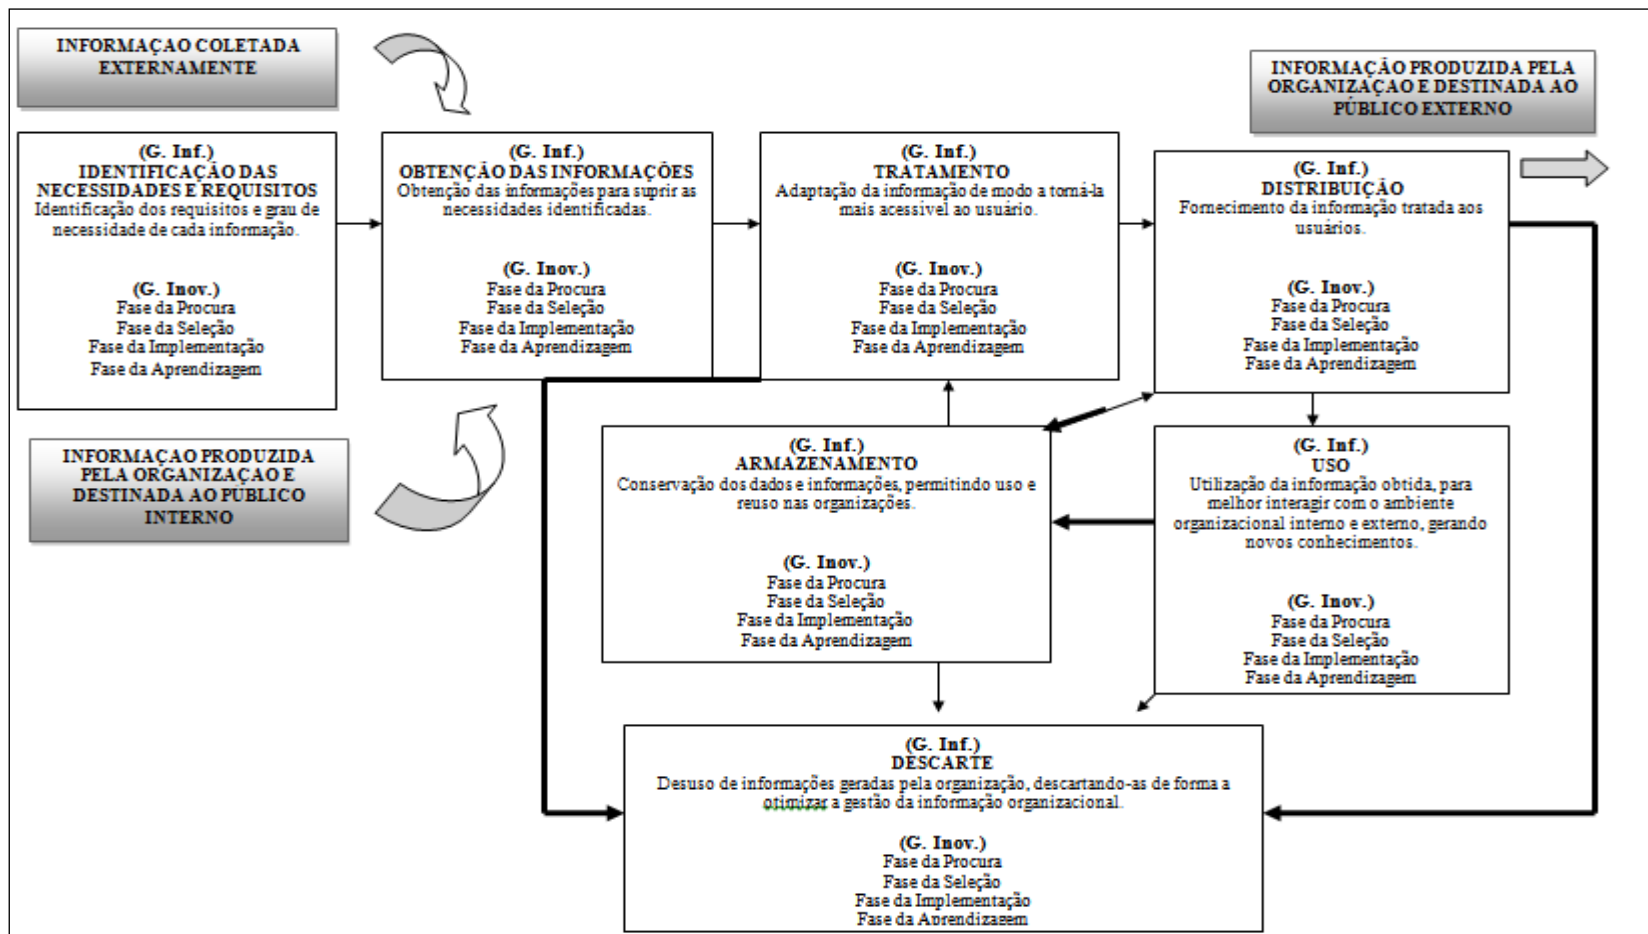 INFORMAÇAO COLETADA
EXTERNAMENTE
INFORMAÇÃO PRODUZIDA PELA
ORGANIZAÇAO E DESTINADA AO
PÚBLICO EXTERNO
(G. Inf.)
IDENTIFICAÇÃO DAS
NECESSIDADES E REQUISITOS
Identificação dos requisitos e grau de
necessidade de cada informação.
(G. Inov.)
Fase da Procura
Fase da Seleção
Fase da Implementação
Fase da Aprendizagem
(G. Inf.)
OBTENÇÃO DAS INFORMAÇÕES
Obtenção das informações para suprir as
necessidades identificadas.
(G. Inov.)
Fase da Procura
Fase da Seleção
Fase da Implementação
Fase da Aprendizagem
(G. Inf.)
TRATAMENTO
Adaptação da informação de modo a torná-la
mais acessível ao usuário.
(G. Inov.)
Fase da Procura
Fase da Seleção
Fase da Implementação
Fase da Aprendizagem
(G. Inf.)
DISTRIBUIÇÃO
Fornecimento da informação tratada aos
usuários.
(G. Inov.)
Fase da Procura
Fase da Seleção
Fase da Implementação
Fase da Aprendizagem
INFORMAÇAO PRODUZIDA
PELA ORGANIZAÇAO E
DESTINADA AO PÚBLICO
INTERNO
(G. Inf.)
ARMAZENAMENTO
Conservação dos dados e informações, permitindo uso e
reuso nas organizações.
(G. Inov.)
Fase da Procura
Fase da Seleção
Fase da Implementação
Fase da Aprendizagem
(G. Inf.)
USO
Utilização da informação obtida, para
melhor interagir com o ambiente
organizacional interno e externo, gerando
novos conhecimentos.
(G. Inov.)
Fase da Procura
Fase da Seleção
Fase da Implementação
Fase da Aprendizagem
(G. Inf.)
DESCARTE
Desuso de informações geradas pela organização, descartando-as de forma a
otimizar a gestão da informação organizacional.
(G. Inov.)
Fase da Procura
Fase da Seleção
Fase da Implementação
Fase da Aprendizagem